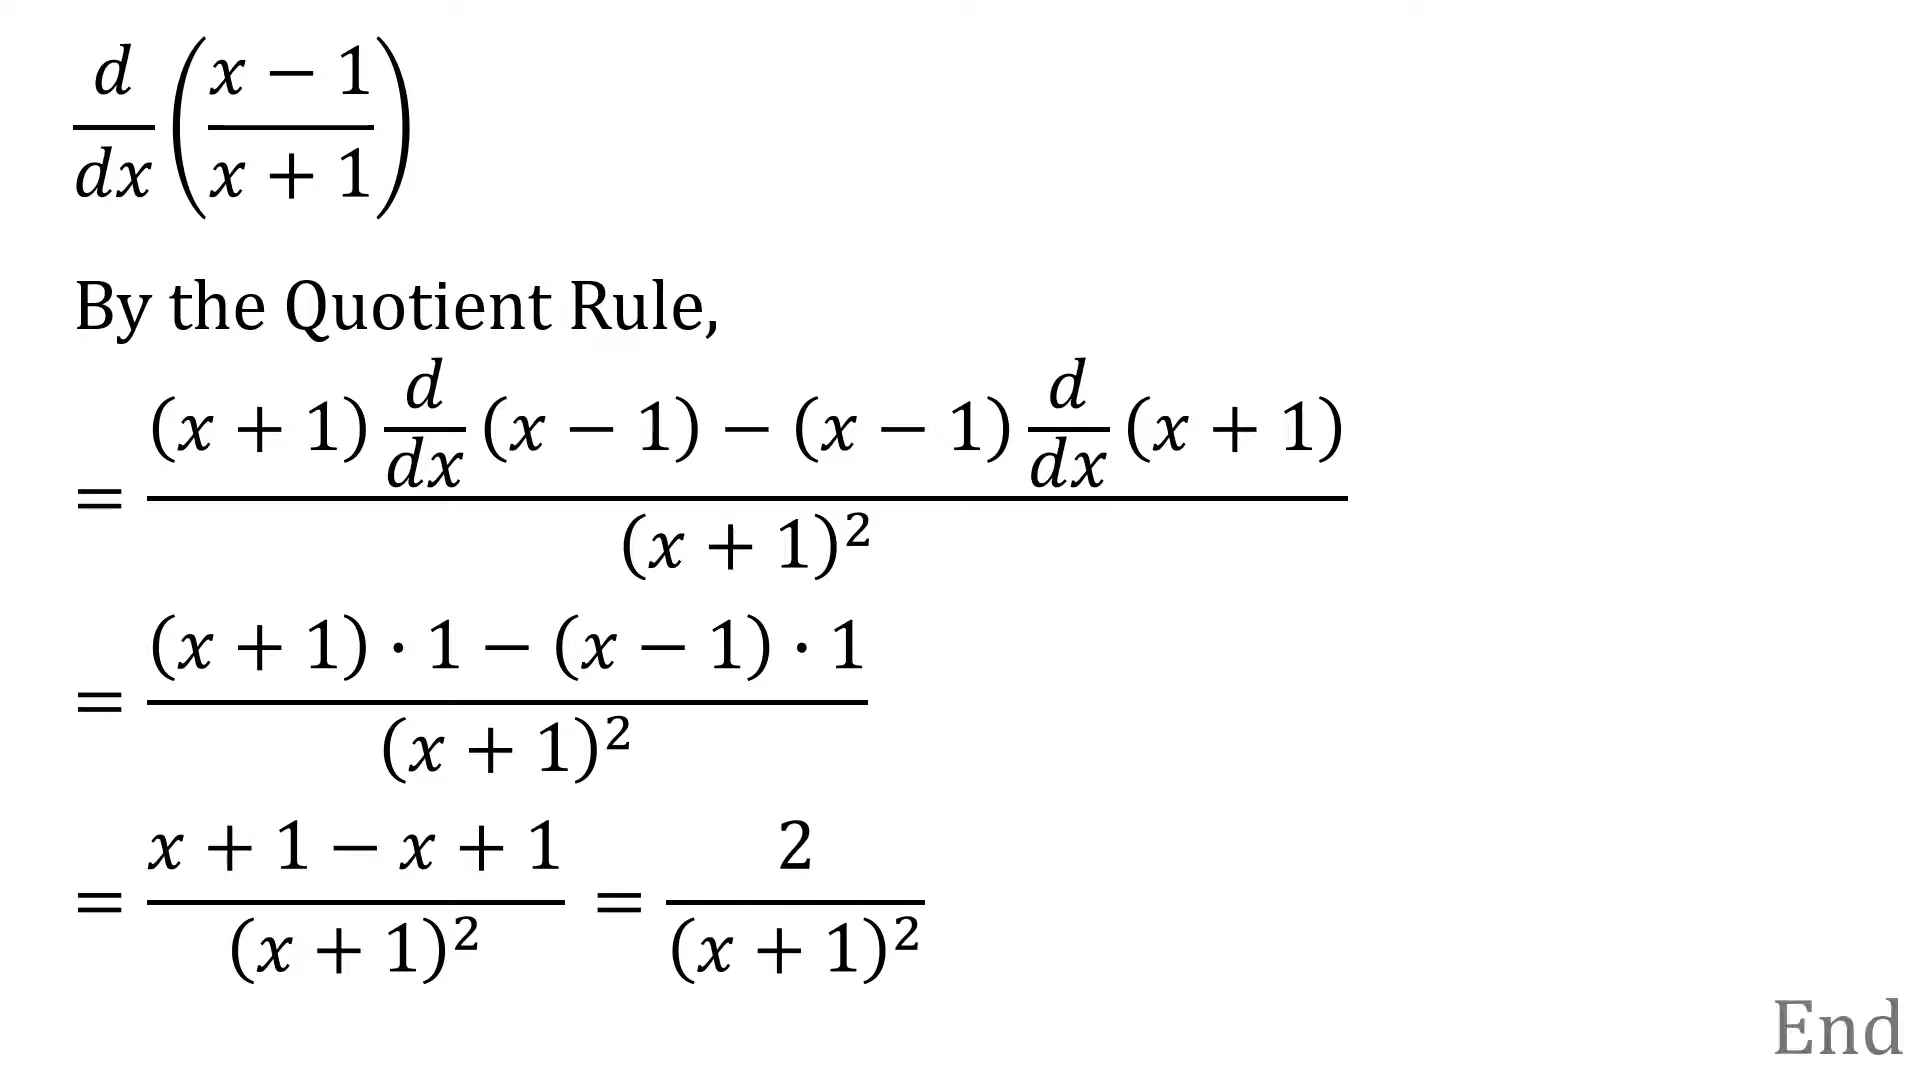 d/dx ((x − 1)/(x + 1))
By the Quotient Rule,
= ((x + 1) d/dx (x − 1) − (x − 1) d/dx (x + 1))/(x + 1)²
= ((x + 1) · 1 − (x − 1) · 1)/(x + 1)²
= (x + 1 − x + 1)/(x + 1)² = 2/(x + 1)²
End